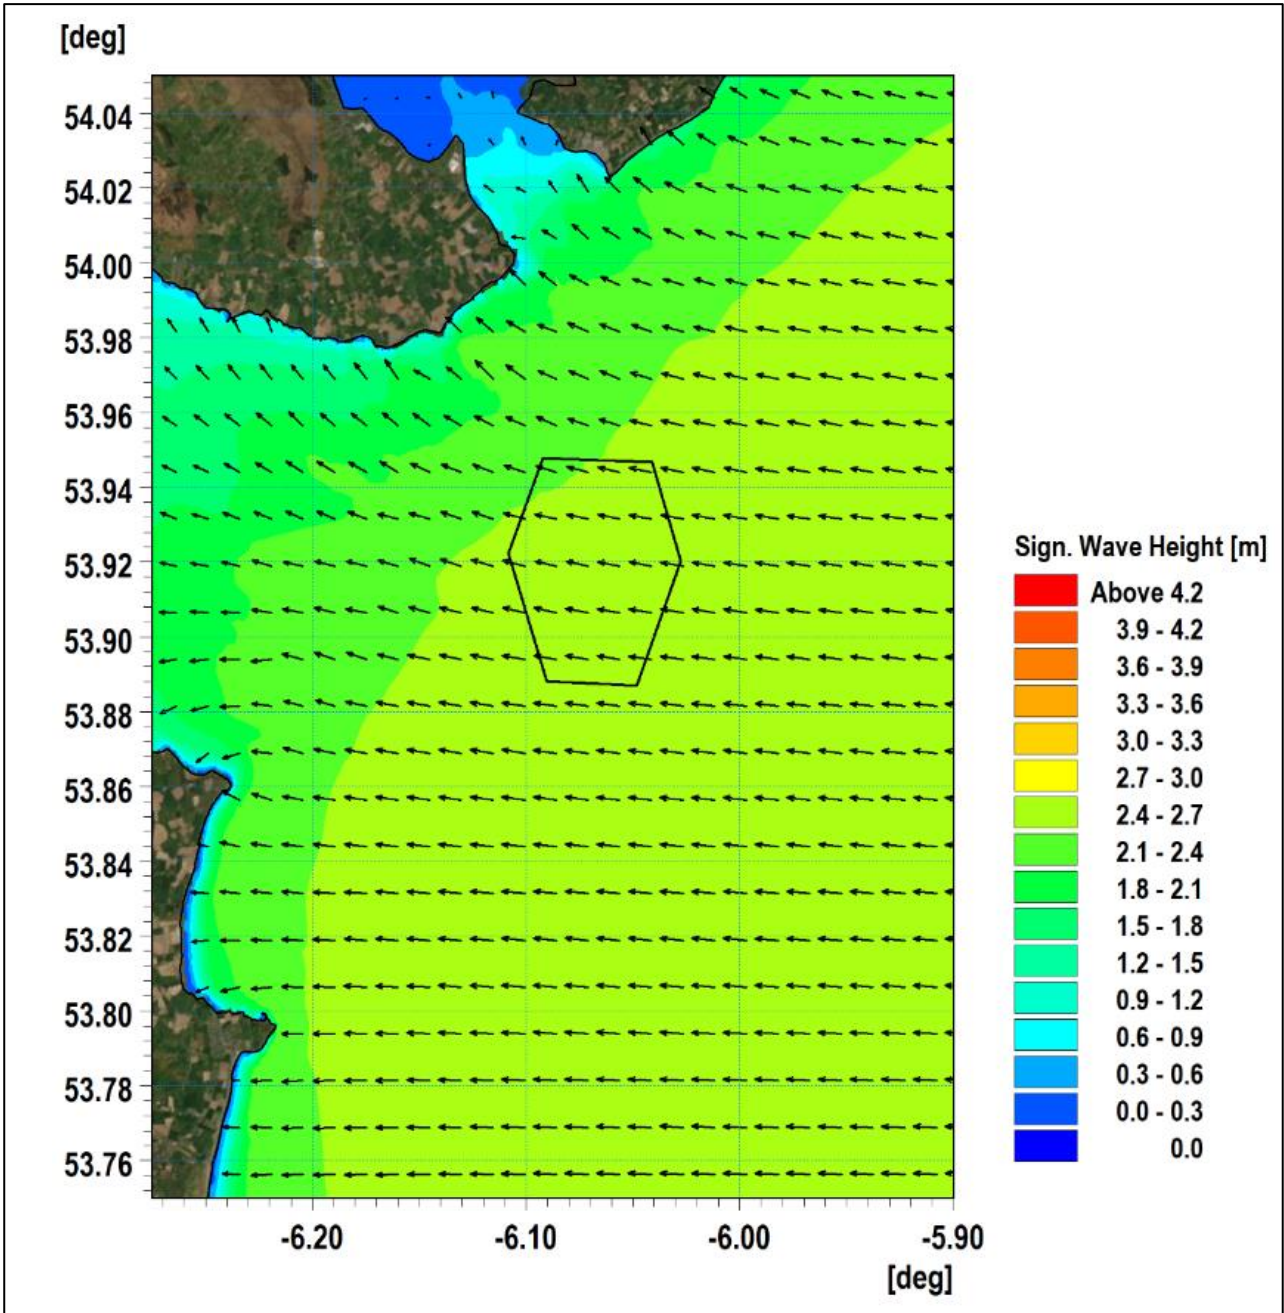 [deg]
54.04
54.02
54.00
53.98
53.96
53.94
53.92
53.90
53.88
53.86
53.84
53.82
53.80
53.78
53.76
-6.20 -6.10 -6.00 -5.90
[deg]
Sign. Wave Height [m]
Above 4.2
3.9 - 4.2
3.6 - 3.9
3.3 - 3.6
3.0 - 3.3
2.7 - 3.0
2.4 - 2.7
2.1 - 2.4
1.8 - 2.1
1.5 - 1.8
1.2 - 1.5
0.9 - 1.2
0.6 - 0.9
0.3 - 0.6
0.0 - 0.3
0.0